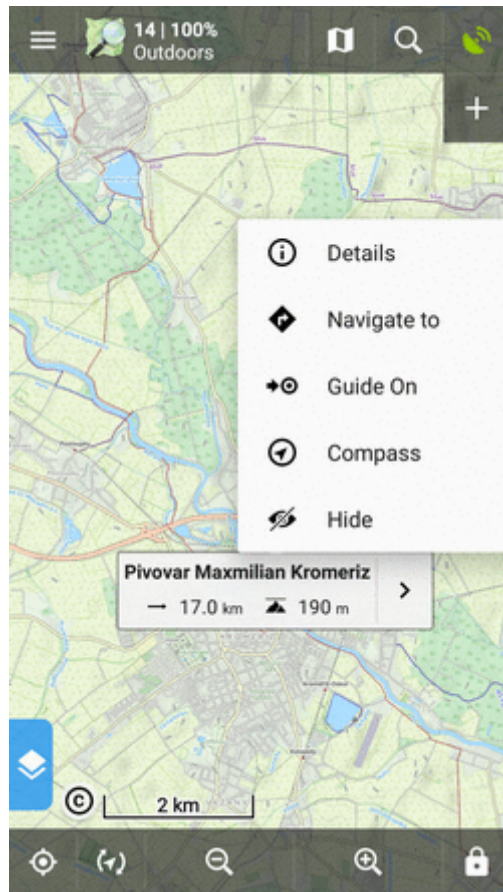 14 | 100%
Outdoors
Details
Navigate to
Guide On
Compass
Hide
Pivovar Maxmilian Kromeriz
17.0 km 190 m
©
2 km